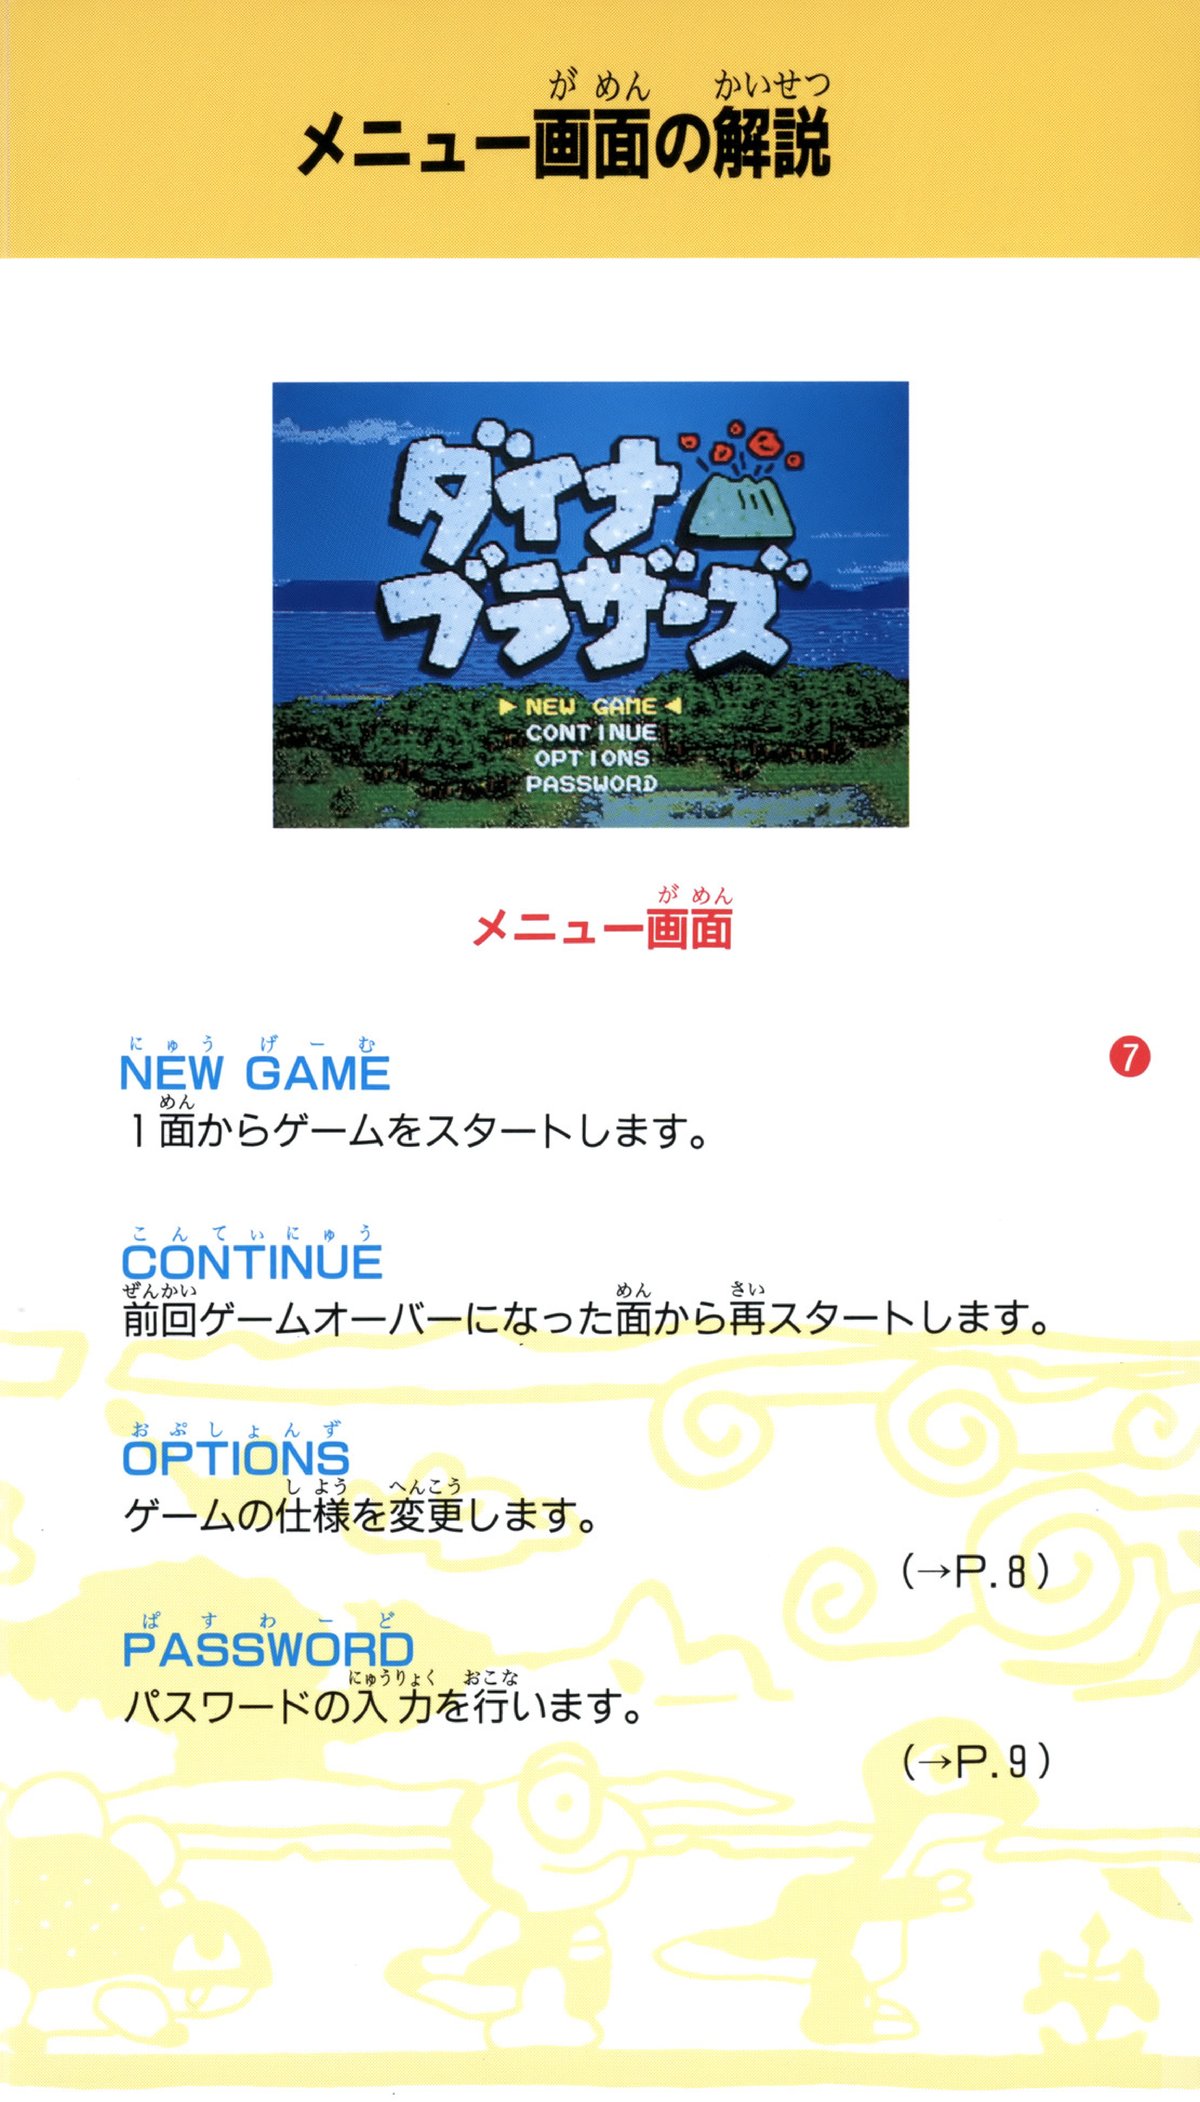 メニュー画面の解説
ダイナ
ブラザーズ
NEW GAME
CONTINUE
OPTIONS
PASSWORD
メニュー画面
7
NEW GAME
1面からゲームをスタートします。
CONTINUE
前回ゲームオーバーになった面から再スタートします。
OPTIONS
ゲームの仕様を変更します。
(→P.8)
PASSWORD
パスワードの入力を行います。
(→P.9)